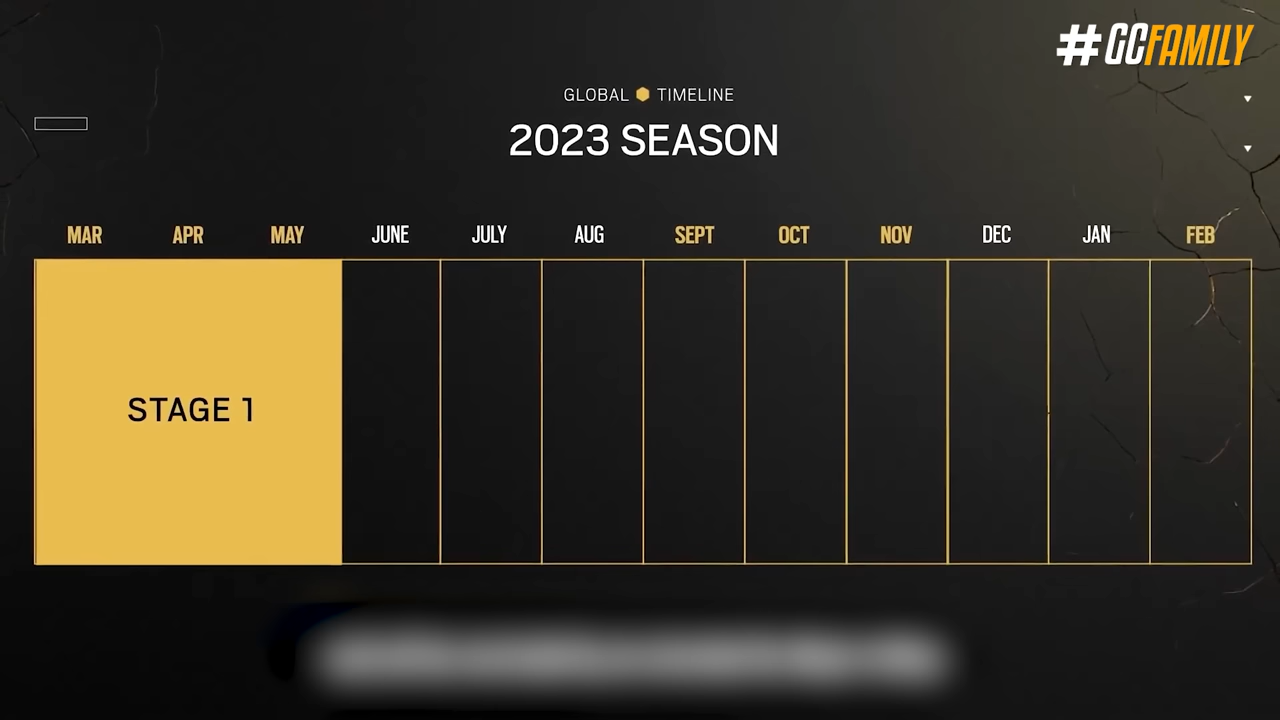 #GCFAMILY
GLOBAL TIMELINE
2023 SEASON
MAR APR MAY JUNE JULY AUG SEPT OCT NOV DEC JAN FEB
STAGE 1